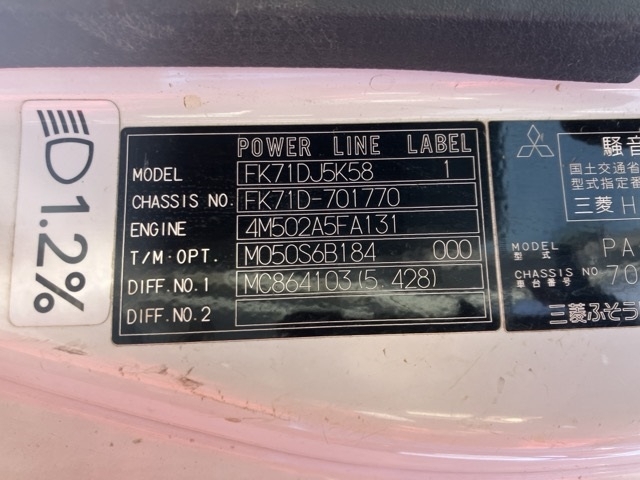 1.2%
POWER LINE LABEL
MODEL FK71DJ5K58 1
CHASSIS NO. FK71D-701770
ENGINE 4M502A5FA131
T/M·OPT. M050S6B184 000
DIFF.NO.1 MC864103(5.428)
DIFF.NO.2
騒音
国土交通省
型式指定番
三菱 H
MODEL 型式 PA
CHASSIS NO 車台番号 70
三菱ふそうラ